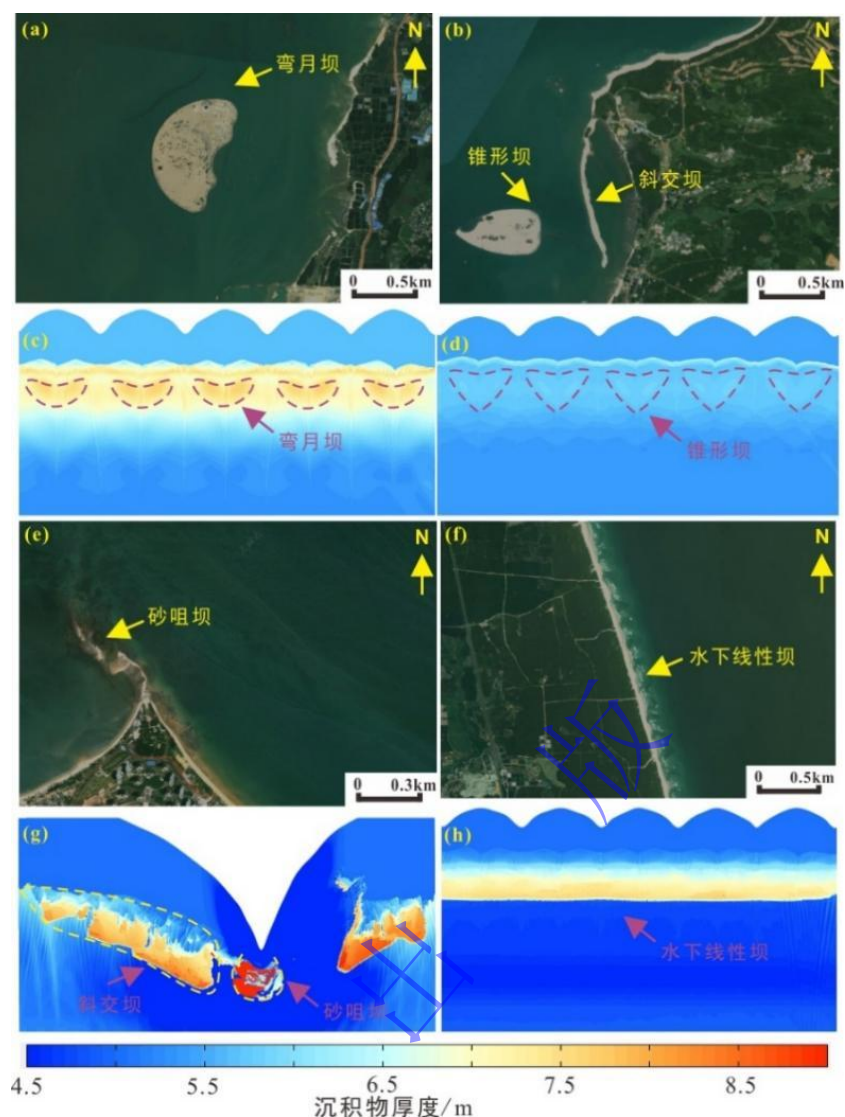 (a)
弯月坝
N
0 0.5km
(b)
锥形坝
斜交坝
N
0 0.5km
(c)
弯月坝
(d)
锥形坝
(e)
砂咀坝
N
0 0.3km
(f)
水下线性坝
N
0 0.5km
(g)
斜交坝
砂咀坝
(h)
水下线性坝
版
出
4.5 5.5 6.5 7.5 8.5
沉积物厚度/m